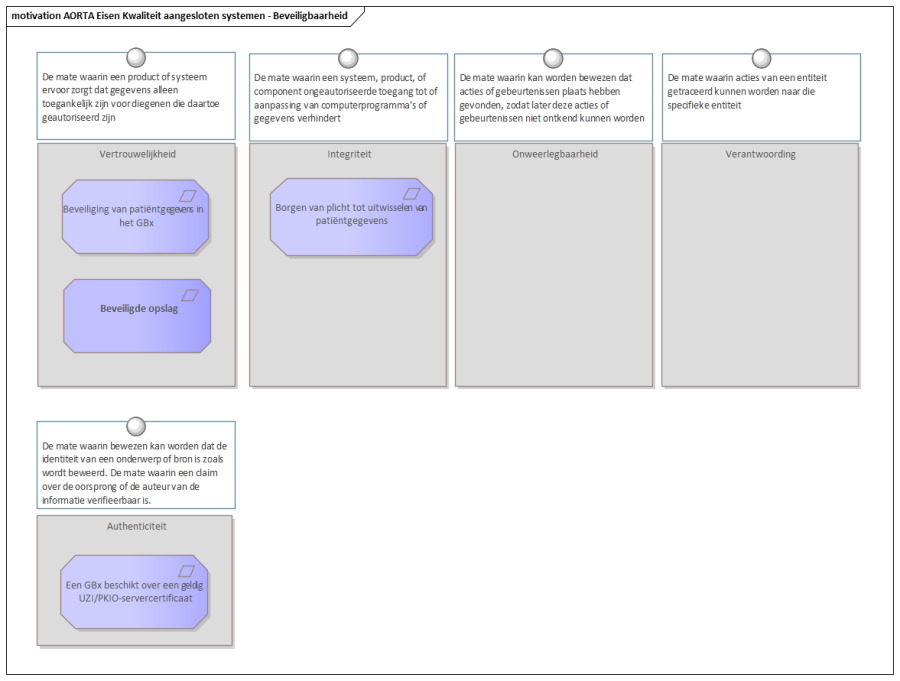 motivation AORTA Eisen Kwaliteit aangesloten systemen - Beveiligbaarheid
De mate waarin een product of systeem
ervoor zorgt dat gegevens alleen
toegankelijk zijn voor diegenen die daartoe
geautoriseerd zijn
De mate waarin een systeem, product, of
component ongeautoriseerde toegang tot of
aanpassing van computerprogramma's of
gegevens verhindert
De mate waarin kan worden bewezen dat
acties of gebeurtenissen plaats hebben
gevonden, zodat later deze acties of
gebeurtenissen niet ontkend kunnen worden
De mate waarin acties van een entiteit
getraceerd kunnen worden naar die
specifieke entiteit
Vertrouwelijkheid
Beveiliging van patiëntgegevens in
het GBx
Beveiligde opslag
Integriteit
Borgen van plicht tot uitwisselen van
patiëntgegevens
Onweerlegbaarheid
Verantwoording
De mate waarin bewezen kan worden dat de
identiteit van een onderwerp of bron is zoals
wordt beweerd. De mate waarin een claim
over de oorsprong of de auteur van de
informatie verifieerbaar is.
Authenticiteit
Een GBx beschikt over een geldig
UZI/PKIO-servercertificaat